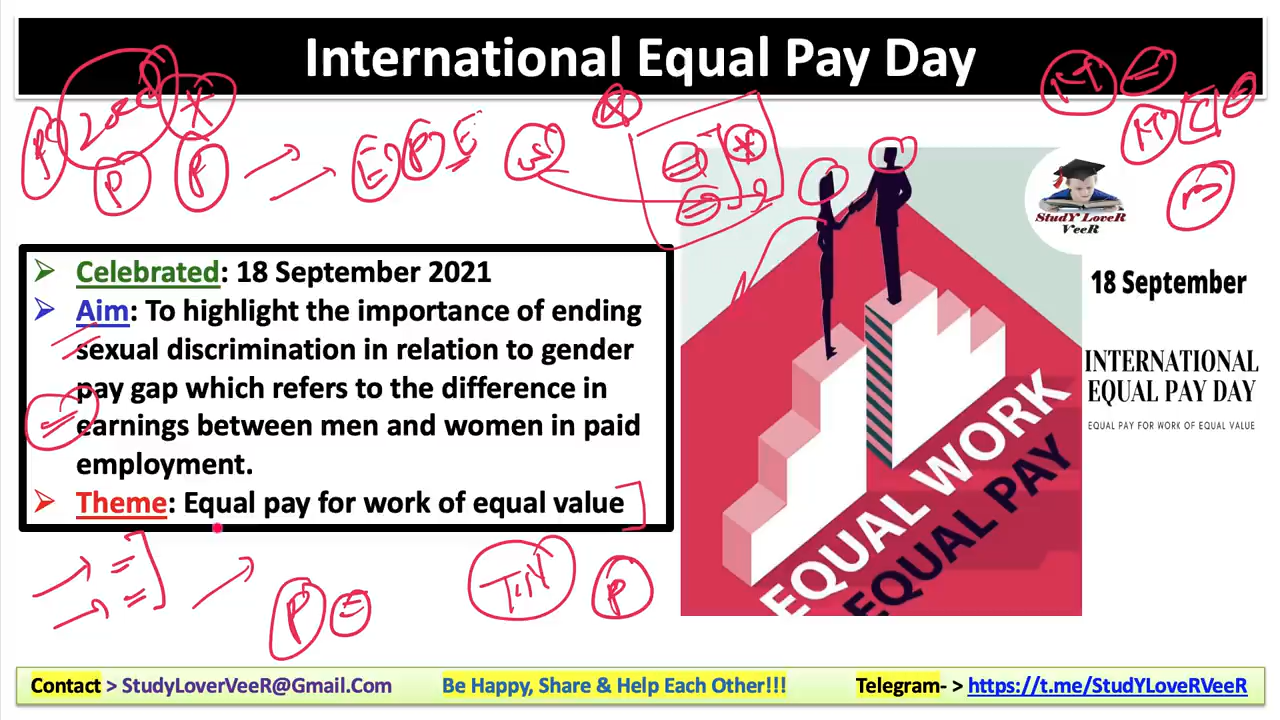 International Equal Pay Day
StudY LoveR
VeeR
➢ Celebrated: 18 September 2021
➢ Aim: To highlight the importance of ending
sexual discrimination in relation to gender
pay gap which refers to the difference in
earnings between men and women in paid
employment.
➢ Theme: Equal pay for work of equal value
EQUAL WORK
EQUAL PAY
18 September
INTERNATIONAL
EQUAL PAY DAY
EQUAL PAY FOR WORK OF EQUAL VALUE
P E
P
Contact > StudyLoverVeeR@Gmail.Com Be Happy, Share & Help Each Other!!! Telegram- > https://t.me/StudYLoveRVeeR